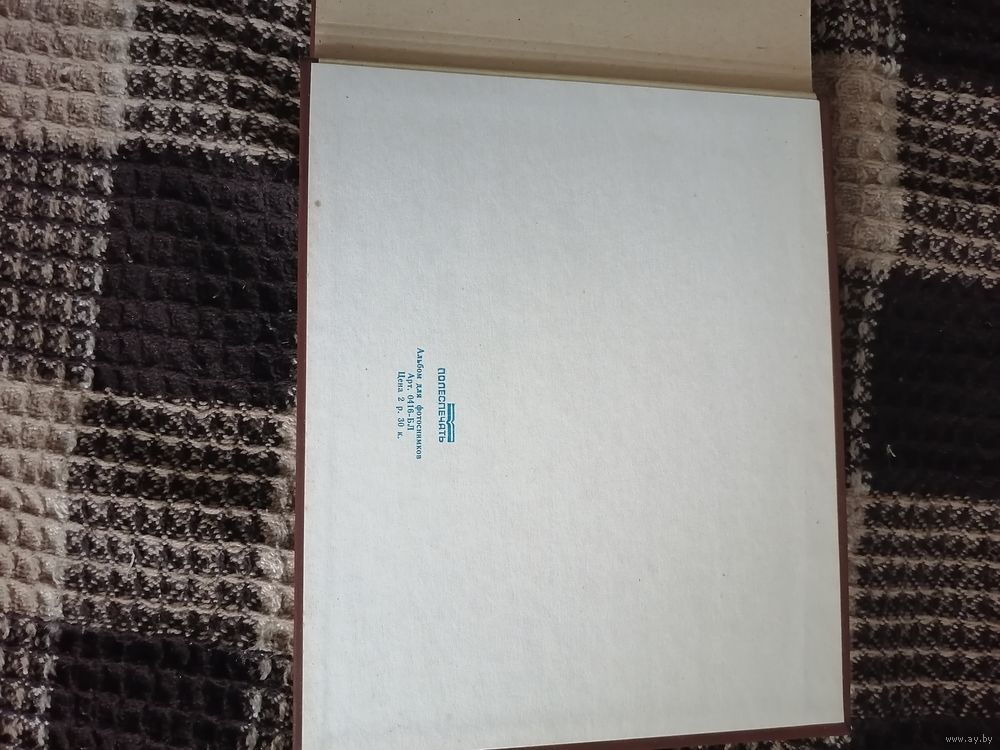 ПОЛЕСПЕЧАТЬ
Альбом для фотоснимков
Арт. 0416-БЛ
Цена 2 р. 30 к.
www.ay.by